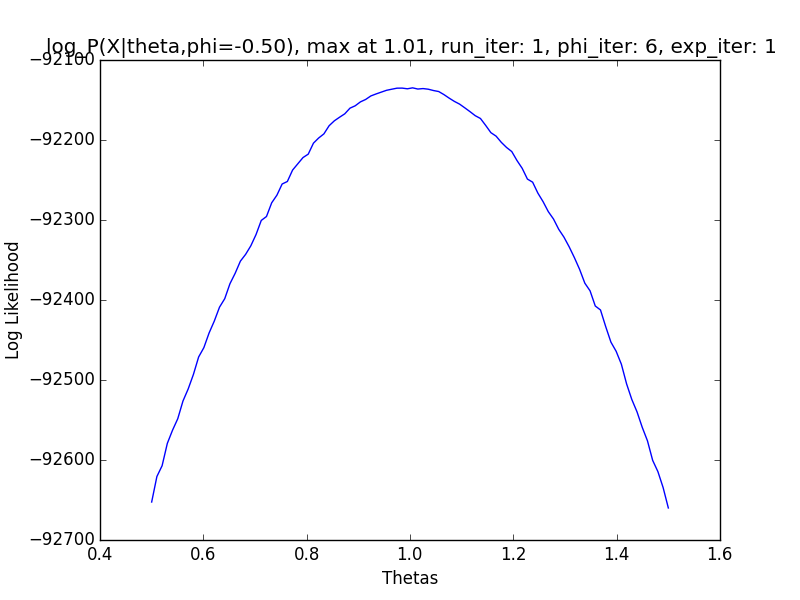 log_P(X|theta,phi=-0.50), max at 1.01, run_iter: 1, phi_iter: 6, exp_iter: 1
−92100
−92200
−92300
−92400
−92500
−92600
−92700
Log Likelihood
0.4 0.6 0.8 1.0 1.2 1.4 1.6
Thetas